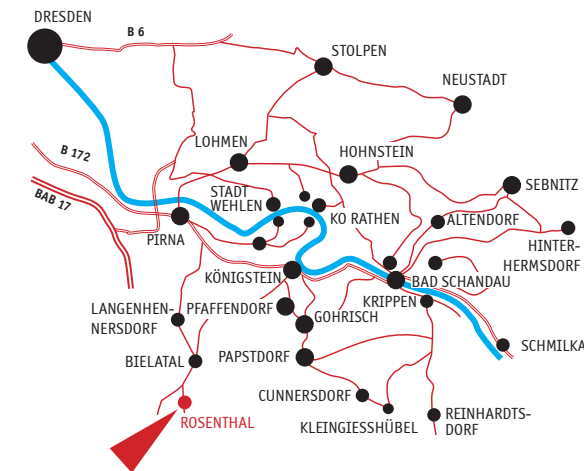 DRESDEN
B 6
STOLPEN
NEUSTADT
LOHMEN
HOHNSTEIN
B 172
BAB 17
STADT
WEHLEN
SEBNITZ
KO RATHEN
ALTENDORF
PIRNA
HINTER-
HERMSDORF
KÖNIGSTEIN
BAD SCHANDAU
KRIPPEN
LANGENHEN-
NERSDORF
PFAFFENDORF
GOHRISCH
SCHMILKA
BIELATAL
PAPSTDORF
CUNNERSDORF
ROSENTHAL
KLEINGIESSHÜBEL
REINHARDTS-
DORF